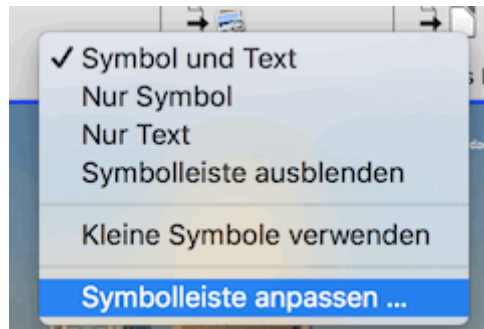 ✓ Symbol und Text
Nur Symbol
Nur Text
Symbolleiste ausblenden
Kleine Symbole verwenden
Symbolleiste anpassen ...